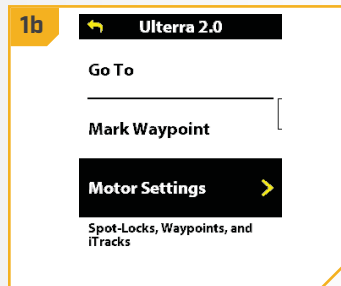 1b
Ulterra 2.0
Go To
Mark Waypoint
Motor Settings
Spot-Locks, Waypoints, and
iTracks